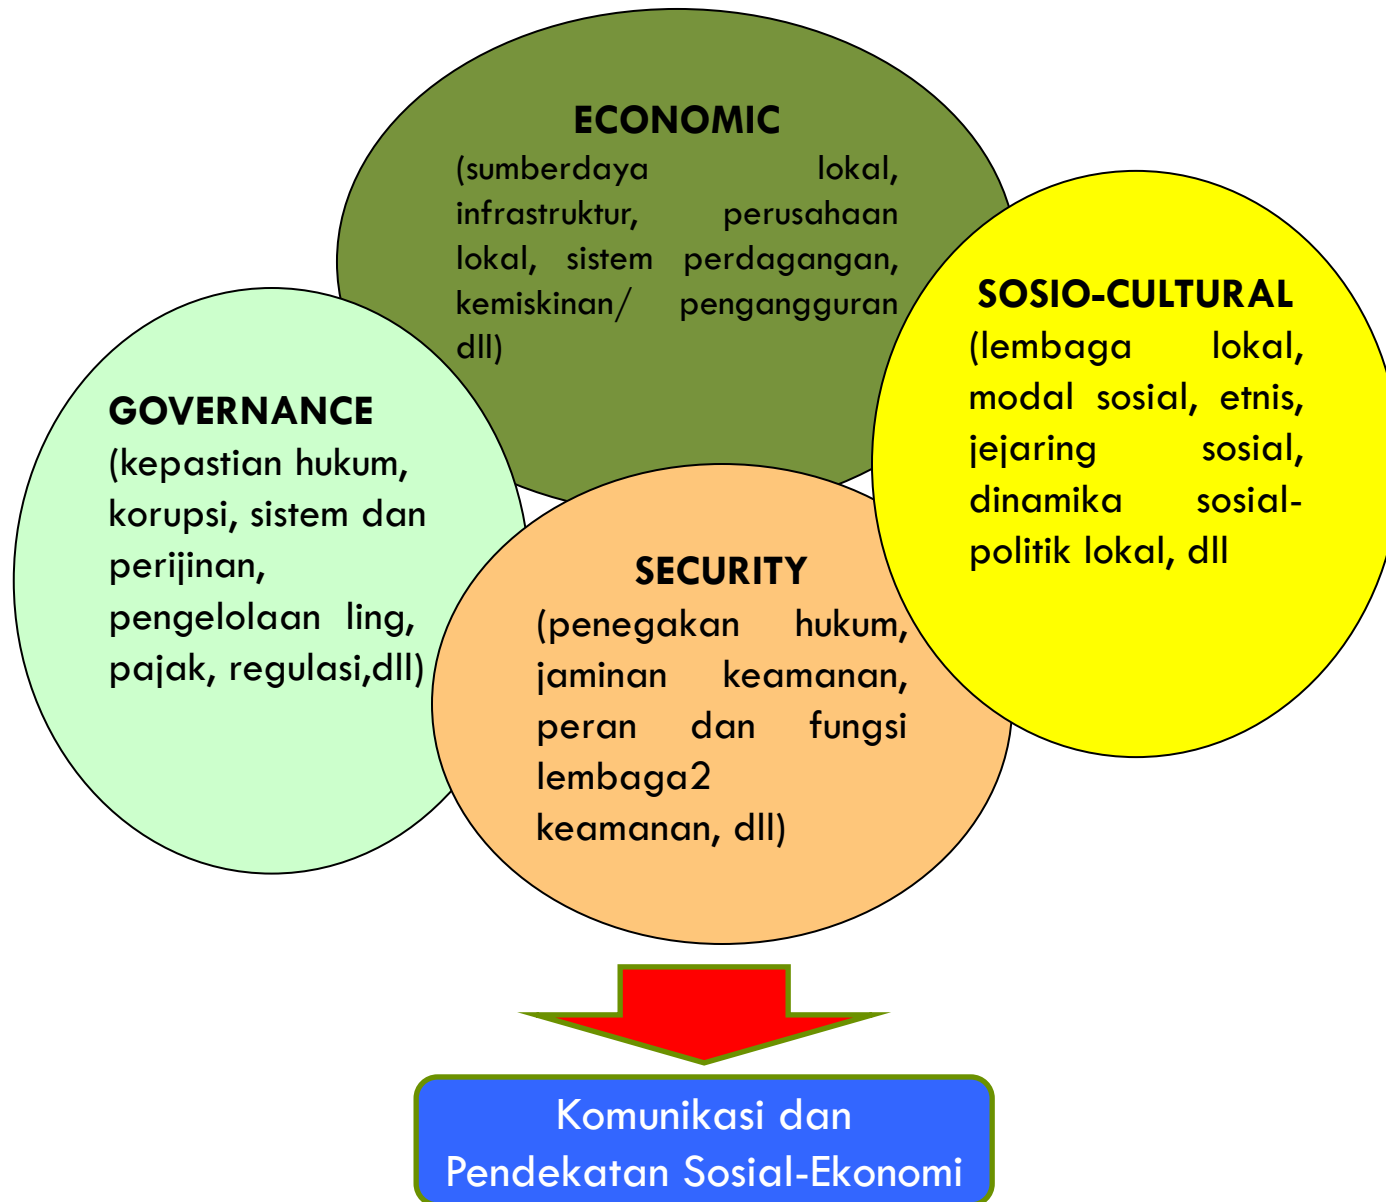 ECONOMIC
(sumberdaya lokal,
infrastruktur, perusahaan
lokal, sistem perdagangan,
kemiskinan/ pengangguran
dll)
SOSIO-CULTURAL
(lembaga lokal,
modal sosial, etnis,
jejaring sosial,
dinamika sosial-
politik lokal, dll
GOVERNANCE
(kepastian hukum,
korupsi, sistem dan
perijinan,
pengelolaan ling,
pajak, regulasi,dll)
SECURITY
(penegakan hukum,
jaminan keamanan,
peran dan fungsi
lembaga2
keamanan, dll)
Komunikasi dan
Pendekatan Sosial-Ekonomi